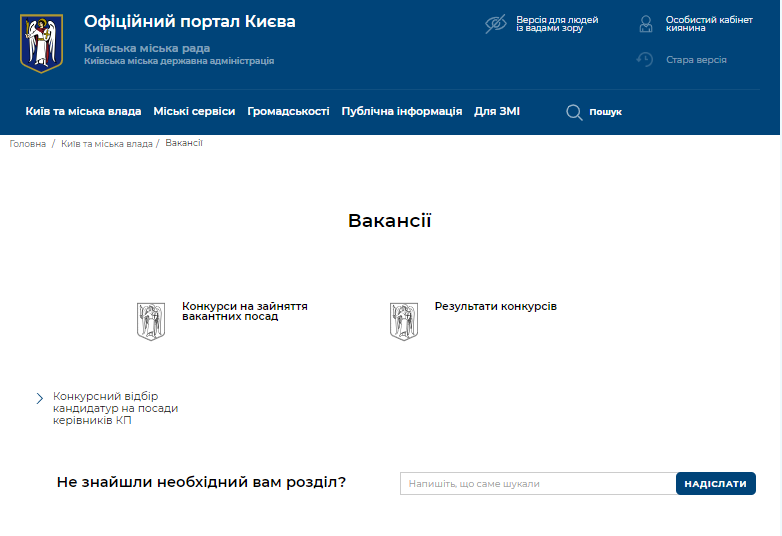 Офіційний портал Києва
Київська міська рада
Київська міська державна адміністрація
Версія для людей
із вадами зору
Особистий кабінет
киянина
Стара версія
Київ та міська влада Міські сервіси Громадськості Публічна інформація Для ЗМІ Пошук
Головна / Київ та міська влада / Вакансії
Вакансії
Конкурси на зайняття
вакантних посад
Результати конкурсів
Конкурсний відбір
кандидатур на посади
керівників КП
Не знайшли необхідний вам розділ?
Напишіть, що саме шукали
НАДІСЛАТИ